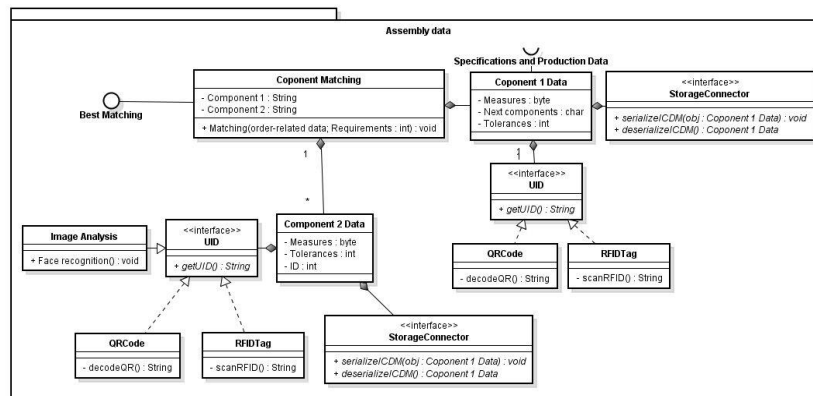 Assembly data
Specifications and Production Data
Best Matching
Coponent Matching
- Component 1 : String
- Component 2 : String
+ Matching(order-related data; Requirements : int) : void
Coponent 1 Data
- Measures : byte
- Next components : char
- Tolerances : int
<<interface>>
StorageConnector
+ serializeICDM(obj : Coponent 1 Data) : void
+ deserializeICDM() : Coponent 1 Data
1
*
1
1
<<interface>>
UID
+ getUID() : String
QRCode
- decodeQR() : String
RFIDTag
- scanRFID() : String
Image Analysis
+ Face recognition() : void
<<interface>>
UID
+ getUID() : String
Component 2 Data
- Measures : byte
- Tolerances : int
- ID : int
QRCode
- decodeQR() : String
RFIDTag
- scanRFID() : String
<<interface>>
StorageConnector
+ serializeICDM(obj : Coponent 1 Data) : void
+ deserializeICDM() : Coponent 1 Data